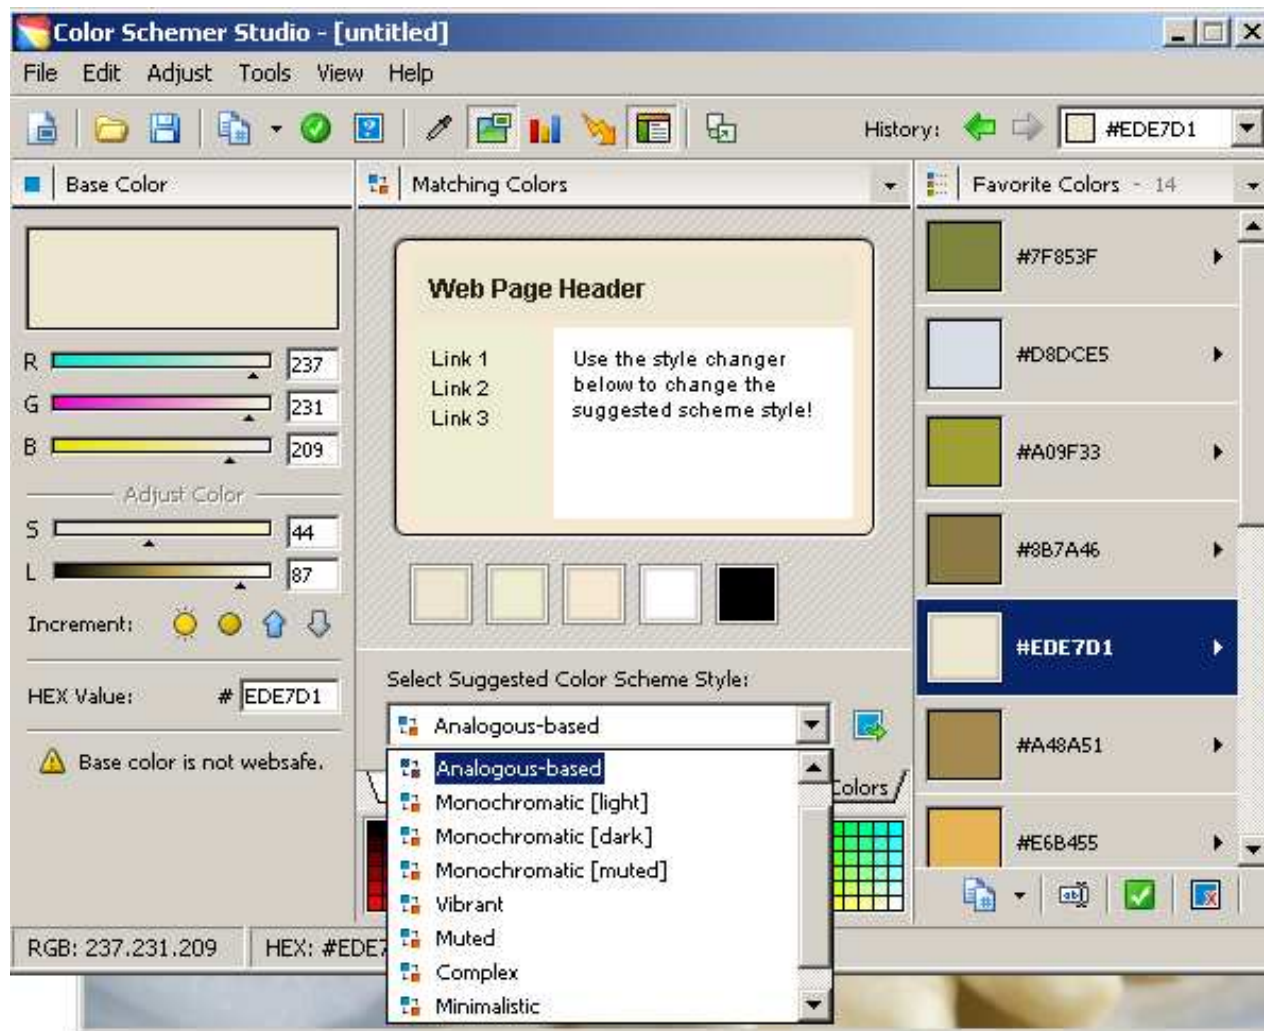 Color Schemer Studio - [untitled]
File Edit Adjust Tools View Help
History: #EDE7D1
Base Color
Matching Colors
Favorite Colors - 14
R 237
G 231
B 209
Adjust Color
S 44
L 87
Increment:
HEX Value: # EDE7D1
Base color is not websafe.
Web Page Header
Link 1
Link 2
Link 3
Use the style changer
below to change the
suggested scheme style!
Select Suggested Color Scheme Style:
Analogous-based
Analogous-based
Monochromatic [light]
Monochromatic [dark]
Monochromatic [muted]
Vibrant
Muted
Complex
Minimalistic
Colors
#7F853F
#D8DCE5
#A09F33
#8B7A46
#EDE7D1
#A48A51
#E6B455
RGB: 237.231.209
HEX: #EDE7